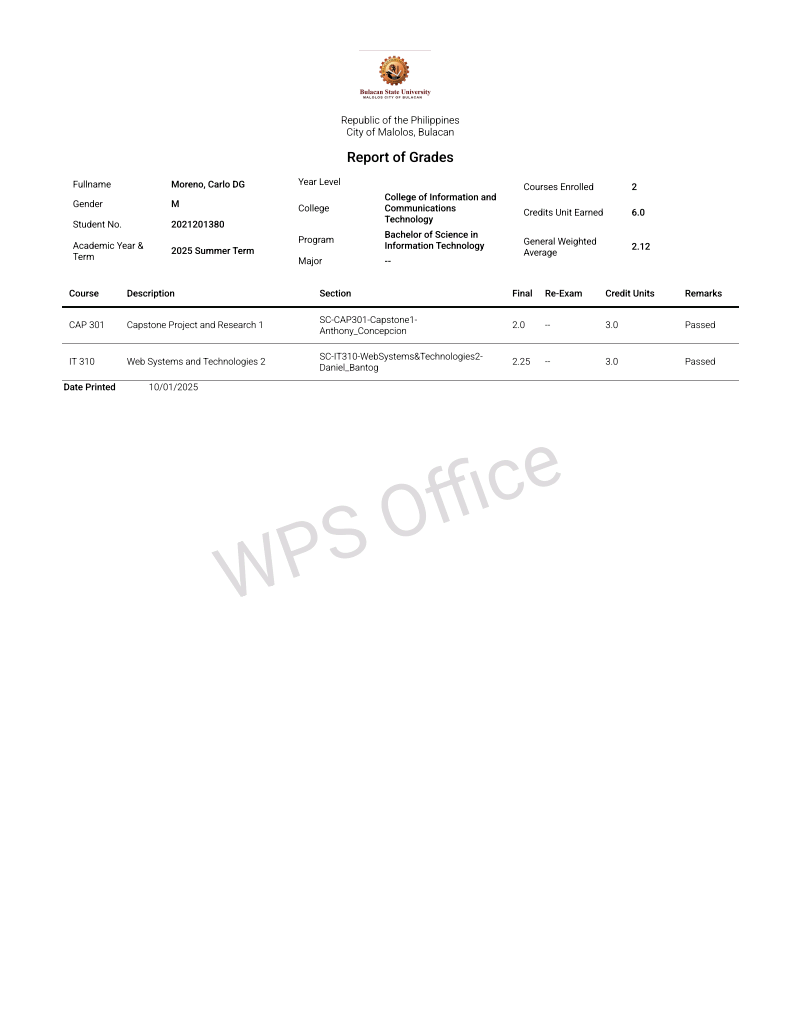 Bulacan State University
MALOLOS CITY OF BULACAN
Republic of the Philippines
City of Malolos, Bulacan
Report of Grades
Fullname Moreno, Carlo DG
Gender M
Student No. 2021201380
Academic Year &
Term 2025 Summer Term
Year Level
College College of Information and
Communications
Technology
Program Bachelor of Science in
Information Technology
Major --
Courses Enrolled 2
Credits Unit Earned 6.0
General Weighted
Average 2.12
Course Description Section Final Re-Exam Credit Units Remarks
CAP 301 Capstone Project and Research 1 SC-CAP301-Capstone1-
Anthony_Concepcion 2.0 -- 3.0 Passed
IT 310 Web Systems and Technologies 2 SC-IT310-WebSystems&Technologies2-
Daniel_Bantog 2.25 -- 3.0 Passed
Date Printed 10/01/2025
WPS Office